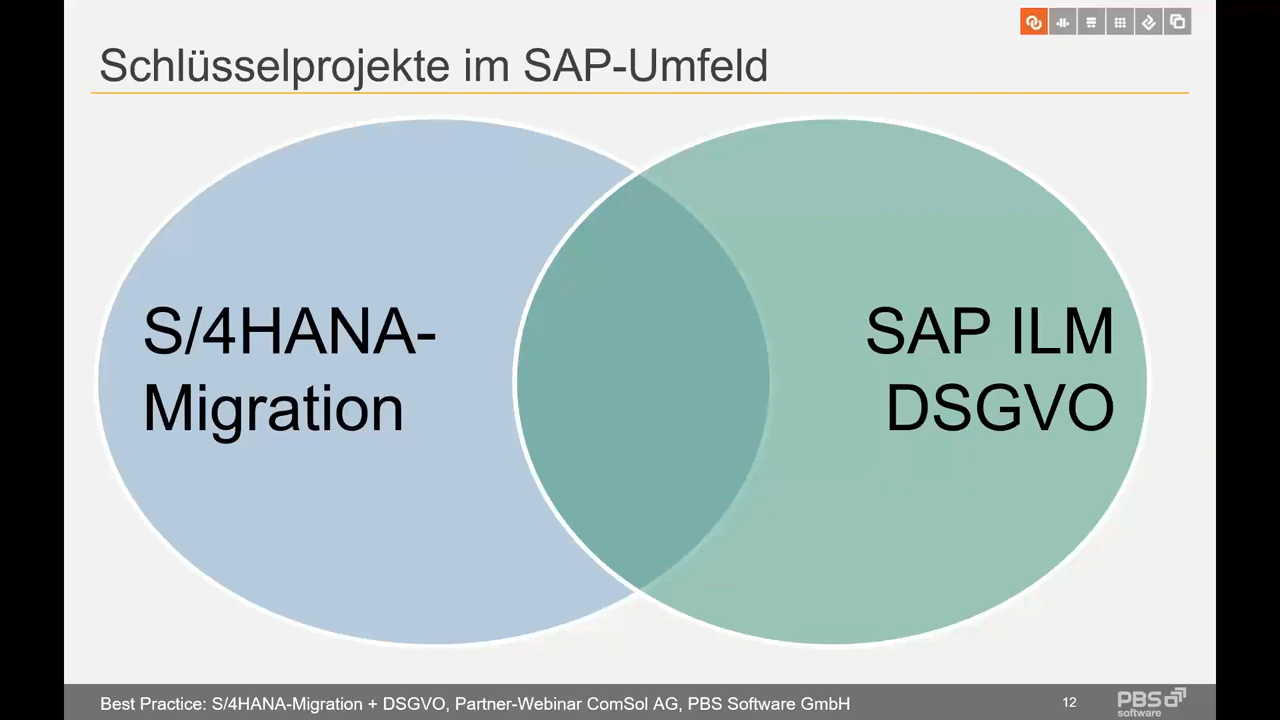 Schlüsselprojekte im SAP-Umfeld
S/4HANA-
Migration
SAP ILM
DSGVO
Best Practice: S/4HANA-Migration + DSGVO, Partner-Webinar ComSol AG, PBS Software GmbH
12
PBS
software